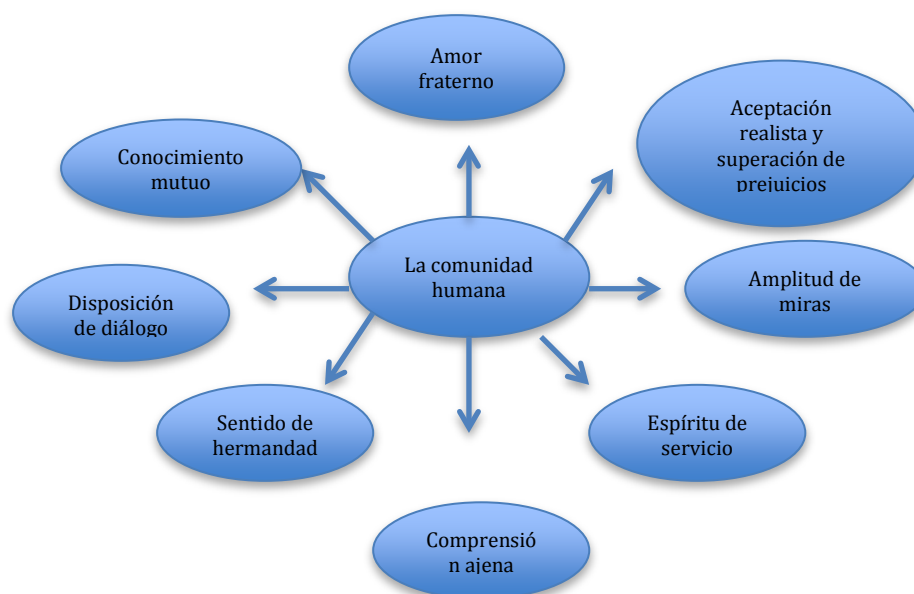 Amor
fraterno
Aceptación
realista y
superación de
prejuicios
Conocimiento
mutuo
La comunidad
humana
Amplitud de
miras
Disposición
de diálogo
Sentido de
hermandad
Espíritu de
servicio
Comprensió
n ajena